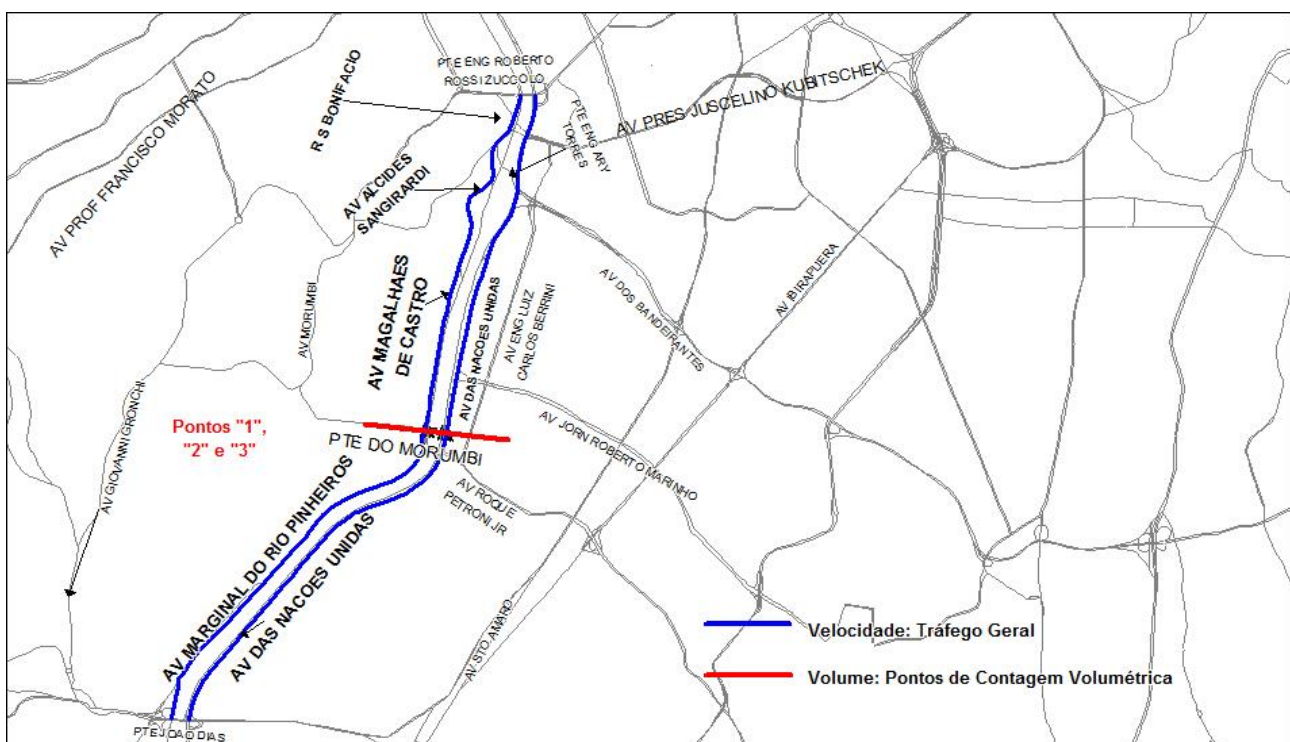 PTE ENG ROBERTO
ROSSI ZUCCOLO
R S BONIFACIO
AV PROF FRANCISCO MORATO
PTE ENG ARY
TORRES
AV PRES JUSCELINO KUBITSCHEK
AV ALCIDES
SANGIRARDI
AV MAGALHAES
DE CASTRO
AV DAS NACOES UNIDAS
AV ENG LUIZ
CARLOS BERRINI
AV DOS BANDEIRANTES
AV IBIRAPUERA
AV MORUMBI
AV GIOVANNI GRONCHI
Pontos "1",
"2" e "3"
PTE DO MORUMBI
AV JORN ROBERTO MARINHO
AV ROQUE
PETRONI JR
AV MARGINAL DO RIO PINHEIROS
AV DAS NACOES UNIDAS
AV STO AMARO
Velocidade: Tráfego Geral
Volume: Pontos de Contagem Volumétrica
PTE JOAO DIAS